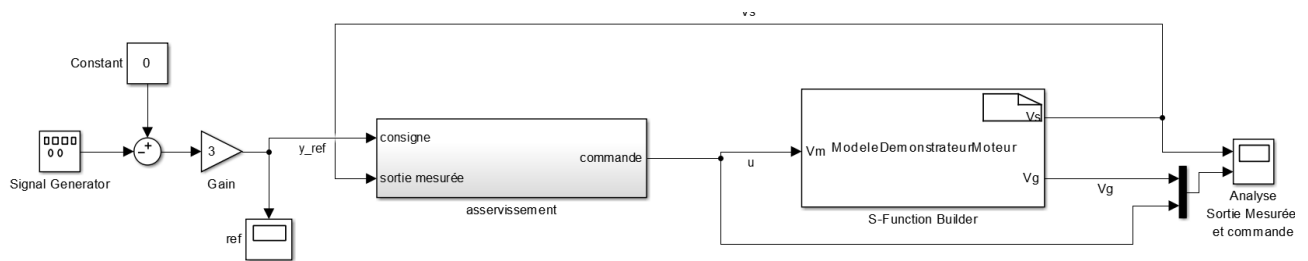 Vs
Constant
0
Signal Generator
3
Gain
ref
y_ref
consigne
sortie mesurée
commande
asservissement
u
Vm
ModeleDemonstrateurMoteur
Vs
Vg
S-Function Builder
Vg
Analyse
Sortie Mesurée
et commande